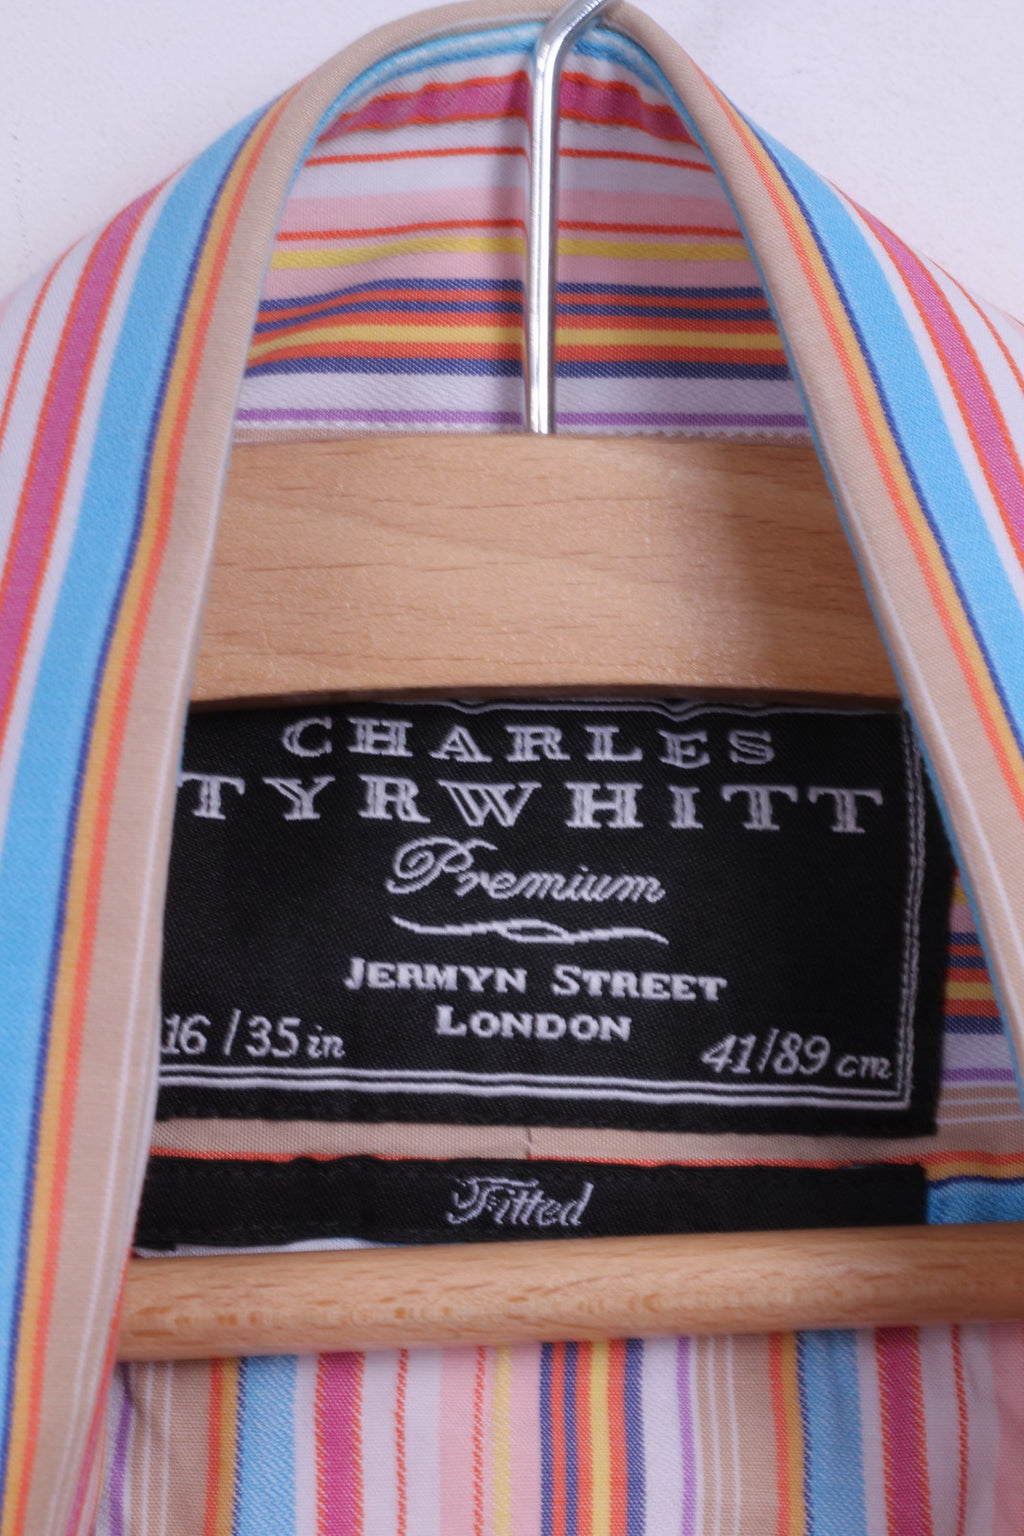 CHARLES
TYRWHITT
Premium
JERMYN STREET
LONDON
16 / 35 in 41/89 cm
Fitted